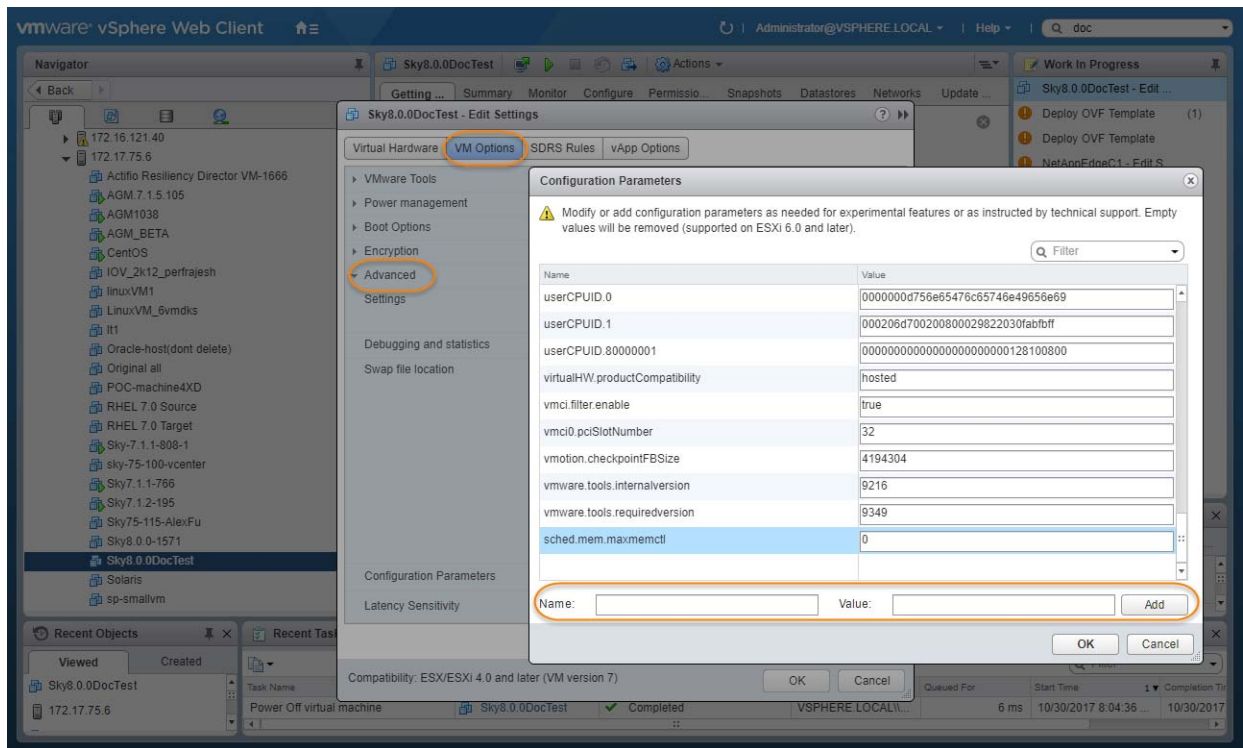 vmware® vSphere Web Client
Administrator@VSPHERE.LOCAL
Help
doc
Navigator
Back
172.16.121.40
172.17.75.6
Actifio Resiliency Director VM-1666
AGM.7.1.5.105
AGM1038
AGM_BETA
CentOS
IOV_2k12_perfrajesh
linuxVM1
LinuxVM_6vmdks
lt1
Oracle-host(dont delete)
Original all
POC-machine4XD
RHEL 7.0 Source
RHEL 7.0 Target
Sky-7.1.1-808-1
sky-75-100-vcenter
Sky7.1.1-766
Sky7.1.2-195
Sky75-115-AlexFu
Sky8.0.0-1571
Sky8.0.0DocTest
Solaris
sp-smallvm
Sky8.0.0DocTest
Actions
Getting ... Summary Monitor Configure Permissio... Snapshots Datastores Networks Update ...
Work In Progress
Sky8.0.0DocTest - Edit ...
Deploy OVF Template (1)
Deploy OVF Template
NetAppEdgeC1 - Edit S
Sky8.0.0DocTest - Edit Settings
Virtual Hardware VM Options SDRS Rules vApp Options
VMware Tools
Power management
Boot Options
Encryption
Advanced
Settings
Debugging and statistics
Swap file location
Configuration Parameters
Latency Sensitivity
Compatibility: ESX/ESXi 4.0 and later (VM version 7)
OK Cancel
Configuration Parameters
Modify or add configuration parameters as needed for experimental features or as instructed by technical support. Empty
values will be removed (supported on ESXi 6.0 and later).
Filter
Name Value
userCPUID.0 0000000d756e65476c65746e49656e69
userCPUID.1 000206d700200800029822030fabfbff
userCPUID.80000001 00000000000000000000000128100800
virtualHW.productCompatibility hosted
vmci.filter.enable true
vmci0.pciSlotNumber 32
vmotion.checkpointFBSize 4194304
vmware.tools.internalversion 9216
vmware.tools.requiredversion 9349
sched.mem.maxmemctl 0
Name: Value: Add
OK Cancel
Recent Objects
Viewed Created
Sky8.0.0DocTest
172.17.75.6
Recent Tas
Task Name Queued For Start Time 1 Completion Tir
Power Off virtual machine Sky8.0.0DocTest Completed VSPHERE.LOCAL\\... 6 ms 10/30/2017 8:04:36 ... 10/30/2017